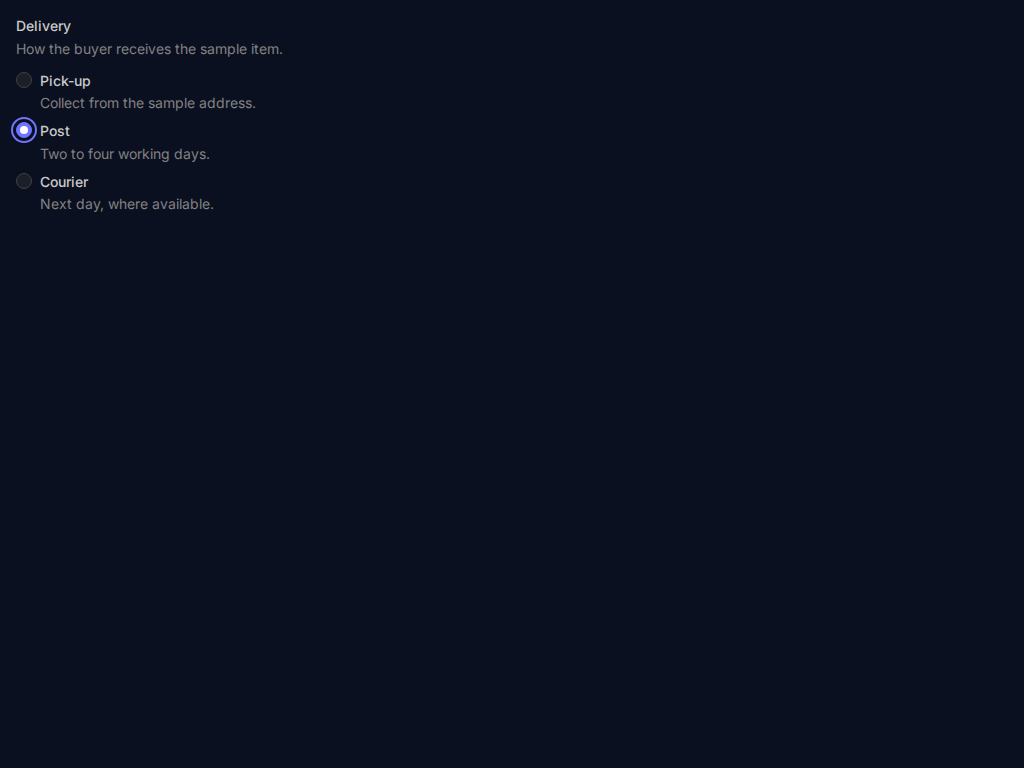 Delivery
How the buyer receives the sample item.
Pick-up
Collect from the sample address.
Post
Two to four working days.
Courier
Next day, where available.